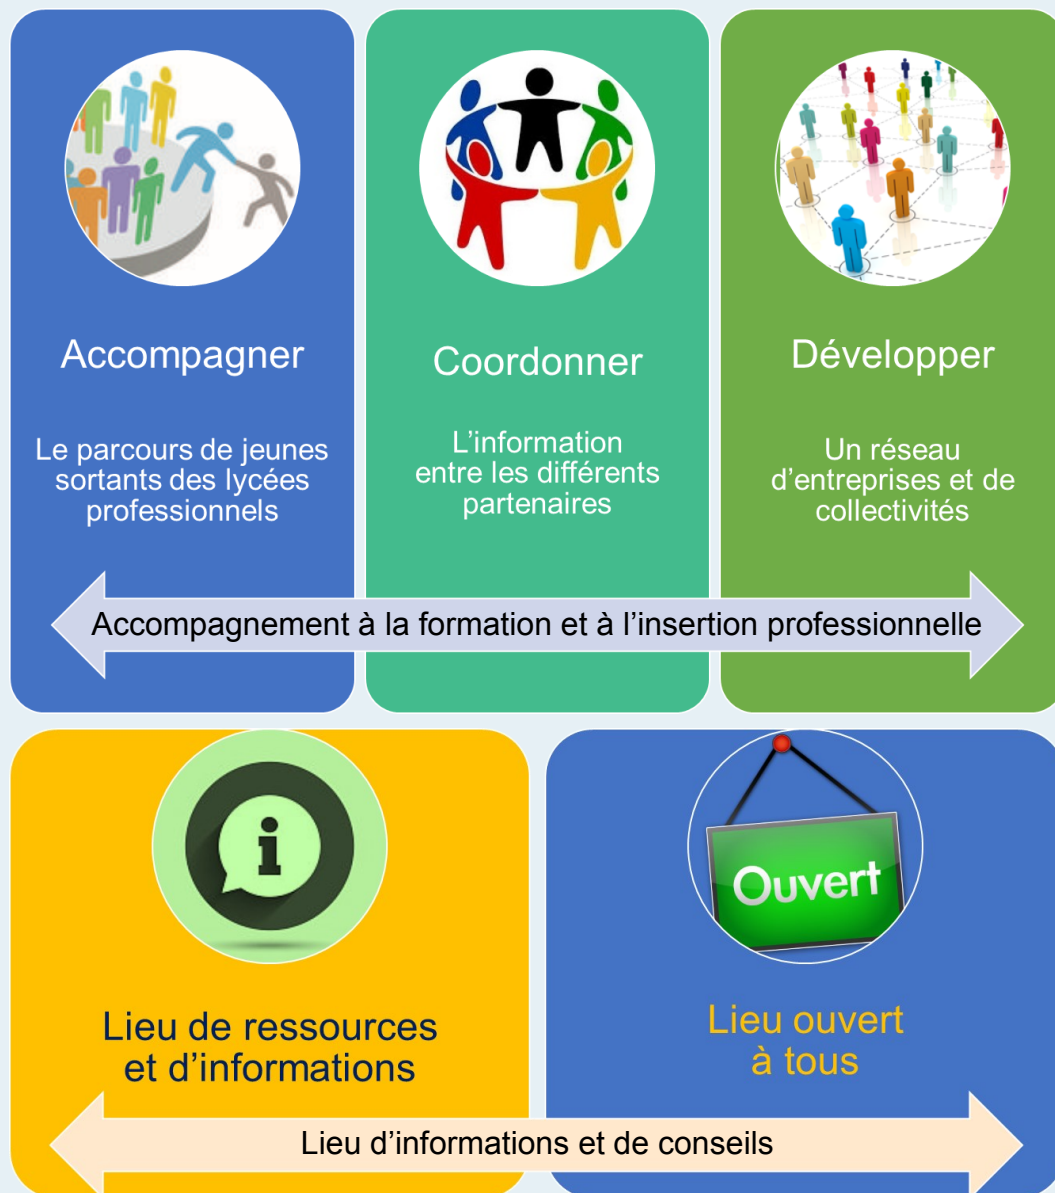 Accompagner
Le parcours de jeunes
sortants des lycées
professionnels
Coordonner
L’information
entre les différents
partenaires
Développer
Un réseau
d’entreprises et de
collectivités
Accompagnement à la formation et à l’insertion professionnelle
i
Lieu de ressources
et d’informations
Ouvert
Lieu ouvert
à tous
Lieu d’informations et de conseils